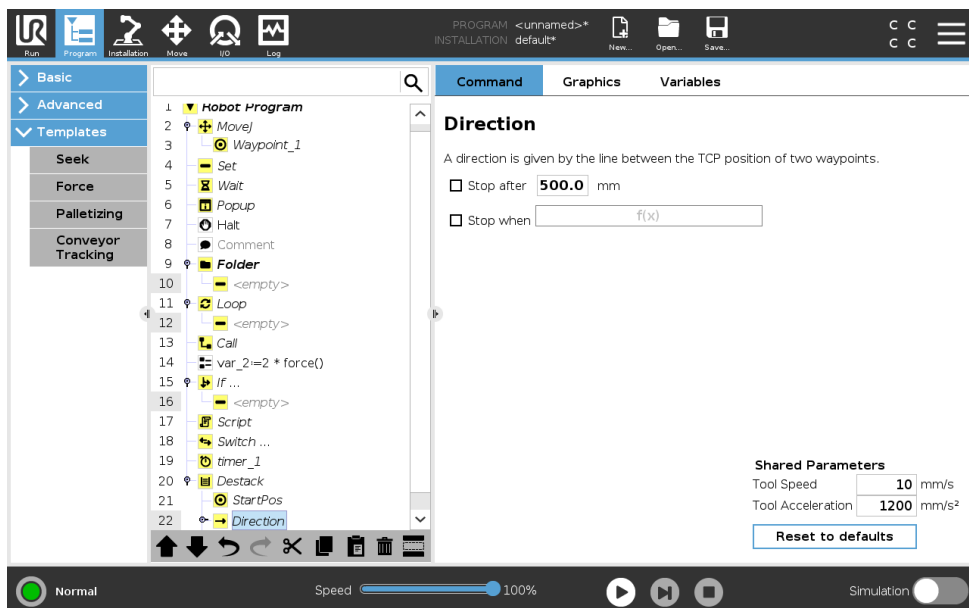 UR
Run
Program
Installation
Move
I/O
Log
PROGRAM <unnamed>*
INSTALLATION default*
New...
Open...
Save...
C C
C C
Basic
Advanced
Templates
Seek
Force
Palletizing
Conveyor
Tracking
1 Robot Program
2 MoveJ
3 Waypoint_1
4 Set
5 Wait
6 Popup
7 Halt
8 Comment
9 Folder
10 <empty>
11 Loop
12 <empty>
13 Call
14 var_2:=2 * force()
15 If ...
16 <empty>
17 Script
18 Switch ...
19 timer_1
20 Destack
21 StartPos
22 Direction
Command Graphics Variables
Direction
A direction is given by the line between the TCP position of two waypoints.
Stop after 500.0 mm
Stop when f(x)
Shared Parameters
Tool Speed 10 mm/s
Tool Acceleration 1200 mm/s²
Reset to defaults
Normal
Speed 100%
Simulation